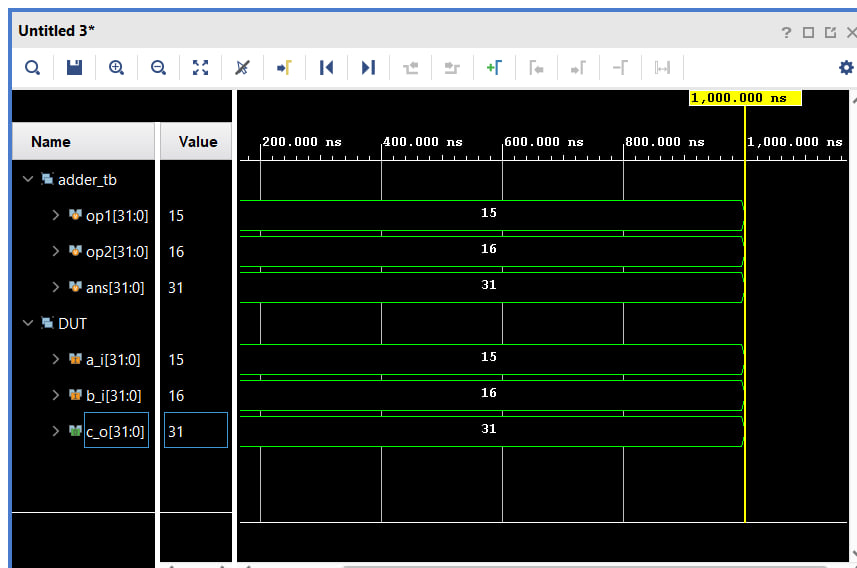 Untitled 3*
?
1,000.000 ns
Name Value
200.000 ns 400.000 ns 600.000 ns 800.000 ns 1,000.000 ns
adder_tb
op1[31:0] 15 15
op2[31:0] 16 16
ans[31:0] 31 31
DUT
a_i[31:0] 15 15
b_i[31:0] 16 16
c_o[31:0] 31 31